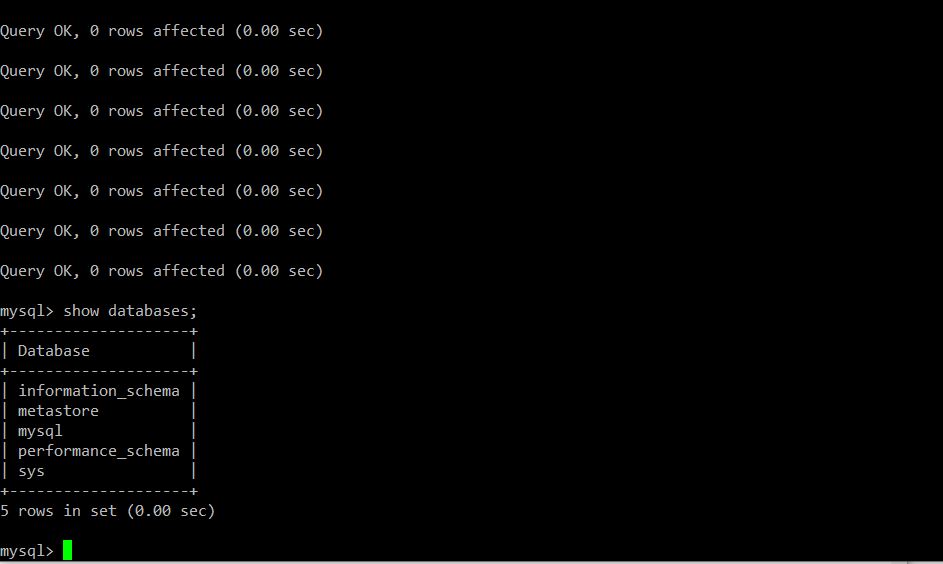 Query OK, 0 rows affected (0.00 sec)
Query OK, 0 rows affected (0.00 sec)
Query OK, 0 rows affected (0.00 sec)
Query OK, 0 rows affected (0.00 sec)
Query OK, 0 rows affected (0.00 sec)
Query OK, 0 rows affected (0.00 sec)
Query OK, 0 rows affected (0.00 sec)
mysql> show databases;
+--------------------+
| Database           |
+--------------------+
| information_schema |
| metastore          |
| mysql              |
| performance_schema |
| sys                |
+--------------------+
5 rows in set (0.00 sec)
mysql>